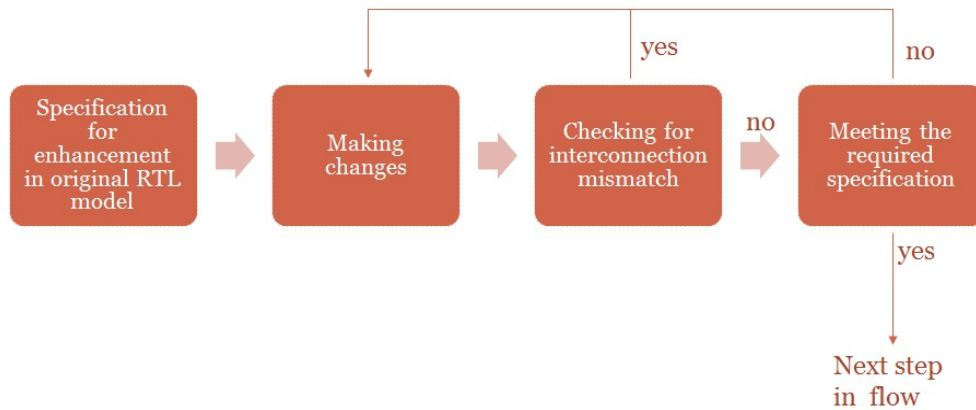 yes
no
Specification
for
enhancement
in original RTL
model
Making
changes
Checking for
interconnection
mismatch
no
Meeting the
required
specification
yes
Next step
in flow